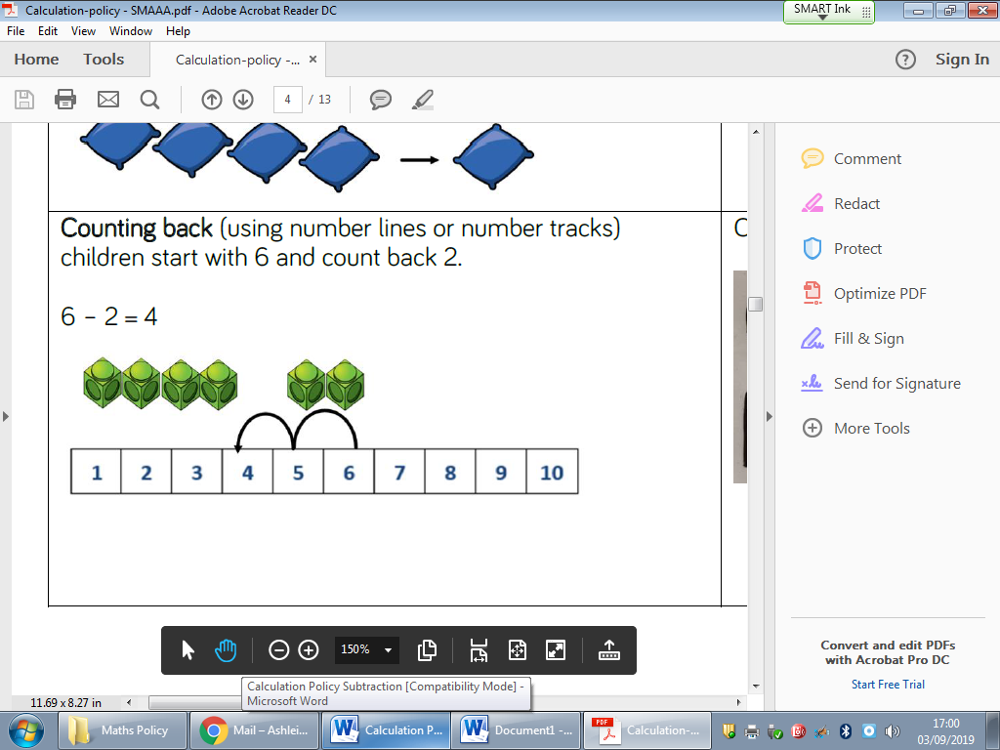 Calculation-policy - SMAAA.pdf - Adobe Acrobat Reader DC
SMART Ink
File Edit View Window Help
Home Tools Calculation-policy -... × Sign In
4 / 13
Counting back (using number lines or number tracks)
children start with 6 and count back 2.
6 – 2 = 4
1 2 3 4 5 6 7 8 9 10
C
Comment
Redact
Protect
Optimize PDF
Fill & Sign
Send for Signature
More Tools
Convert and edit PDFs
with Acrobat Pro DC
Start Free Trial
150%
Calculation Policy Subtraction [Compatibility Mode] -
Microsoft Word
11.69 x 8.27 in
Maths Policy Mail – Ashlei... Calculation P... Document1 -... Calculation-...
17:00
03/09/2019